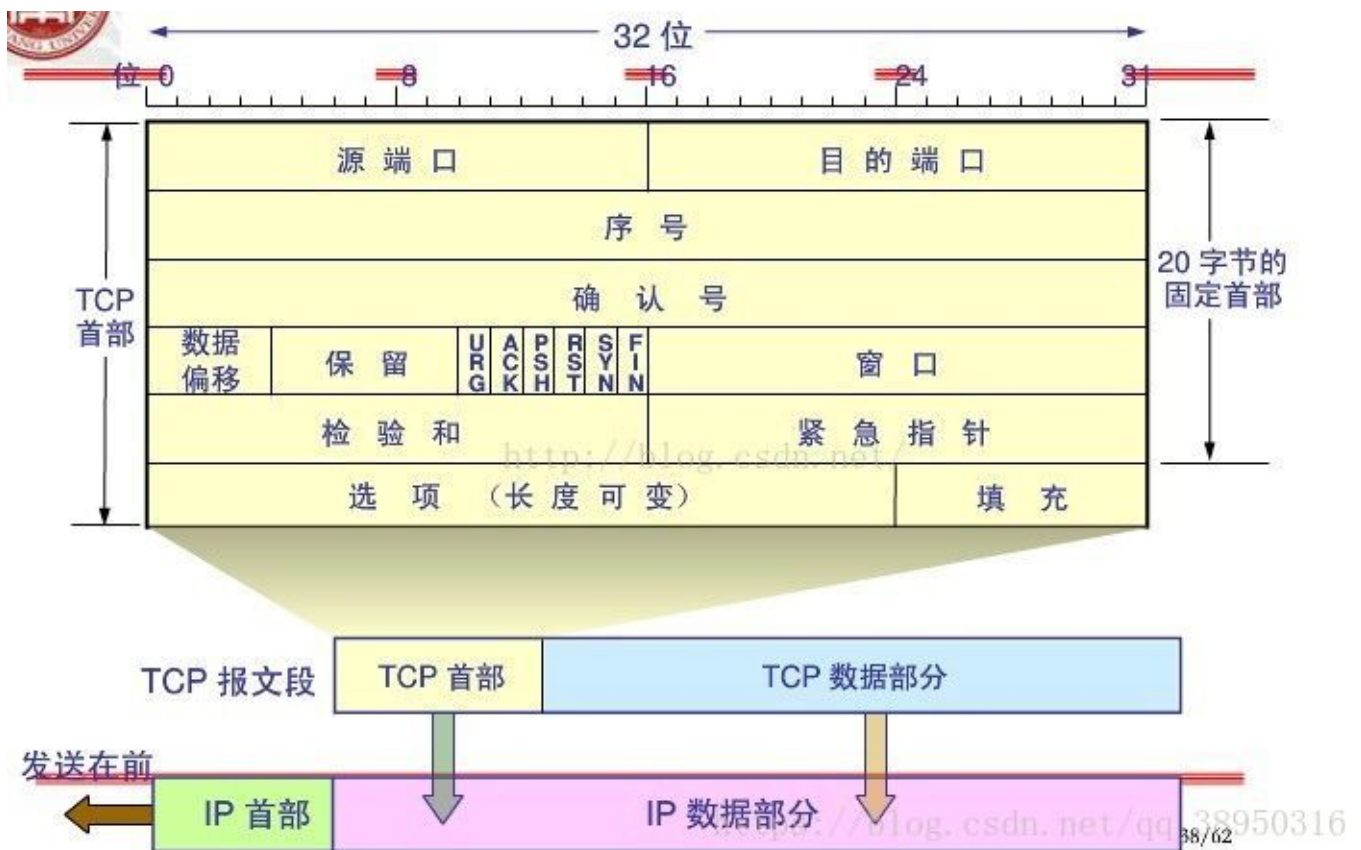 32 位
位 0 8 16 24 31
源 端 口 目 的 端 口
序 号
20 字节的
固定首部
确 认 号
TCP
首部
数据
偏移
保 留
URG
ACK
PSH
RST
SYN
FIN
窗 口
检 验 和 紧 急 指 针
http://blog.csdn.net/
选 项 (长 度 可 变) 填 充
TCP 报文段 TCP 首部 TCP 数据部分
发送在前
IP 首部 IP 数据部分
https://blog.csdn.net/qq_38950316
38/62